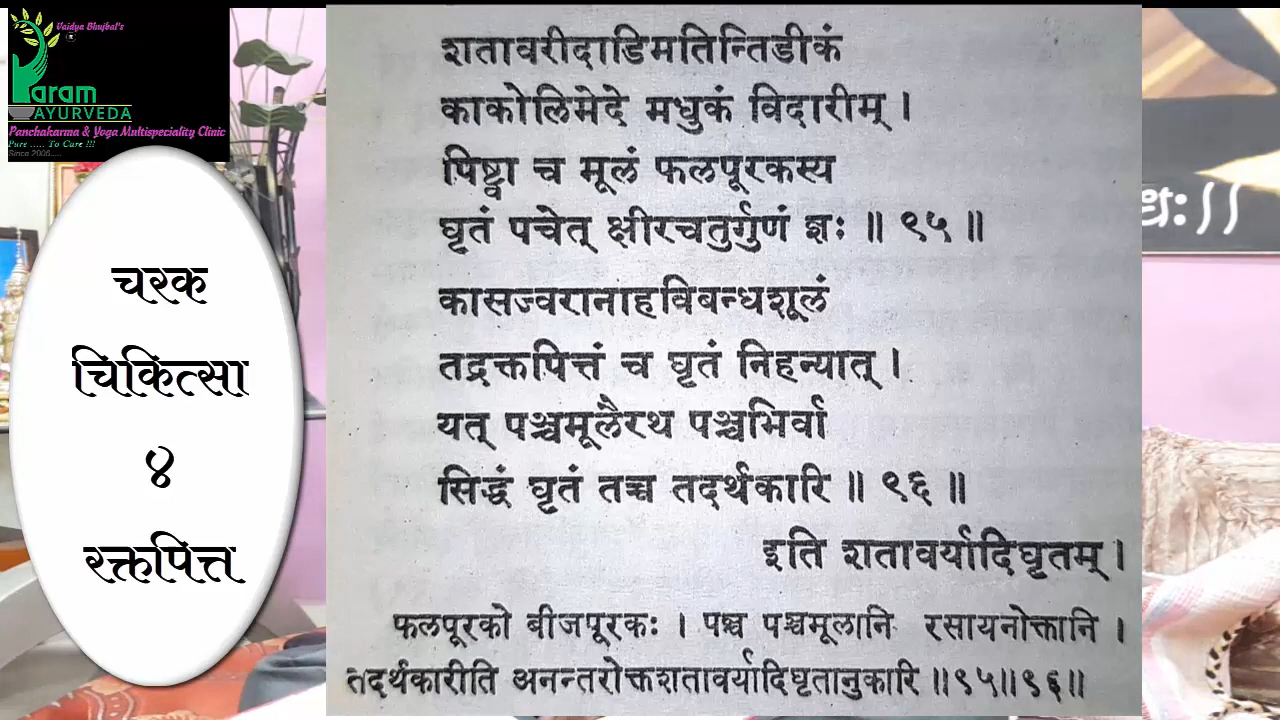 Vaidya Bhujbal's
Param
AYURVEDA
Panchakarma & Yoga Multispeciality Clinic
Pure ..... To Cure !!!
Since 2006.....
चरक
चिकित्सा
४
रक्तपित्त
शतावरीदाडिमतिन्तिडीकं
काकोलिमेदे मधुकं विदारीम् ।
पिष्ट्वा च मूलं फलपूरकस्य
घृतं पचेत् क्षीरचतुर्गुणं ज्ञः ॥ ९५ ॥
कासज्वरानाहविबन्धशूलं
तद्रक्तपित्तं च घृतं निहन्यात् ।
यत् पञ्चमूलैरथ पञ्चभिर्वा
सिद्धं घृतं तच्च तदर्थकारि ॥ ९६ ॥
इति शतावर्यादिघृतम् ।
फलपूरको बीजपूरकः । पञ्च पञ्चमूलानि रसायनोक्तानि ।
तदर्थकारीति अनन्तरोक्तशतावर्यादिघृतानुकारि ॥९५॥९६॥
धः//